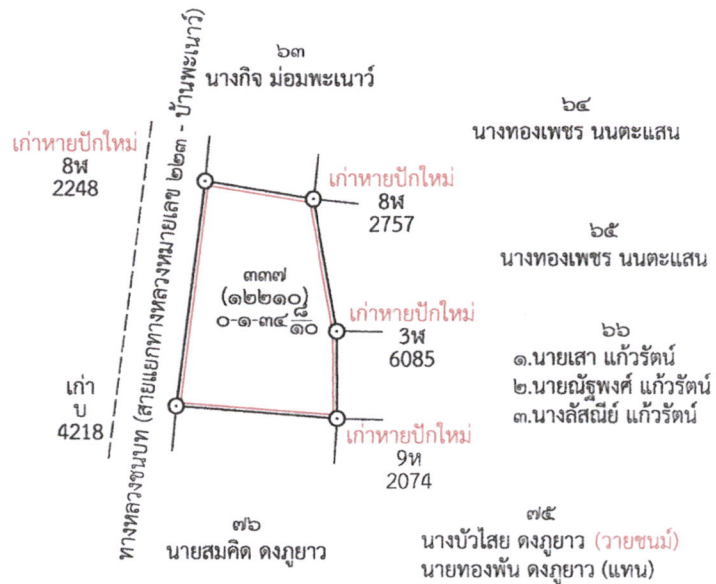 ๖๓
นางกิจ ม่อมพะเนาว์
๖๔
นางทองเพชร นนตะแสน
เก่าหายปักใหม่
8ฬ
2248
ทางหลวงชนบท (สายแยกทางหลวงหมายเลข ๒๒๓ - บ้านพะเนาว์)
เก่าหายปักใหม่
8ฬ
2757
๖๕
นางทองเพชร นนตะแสน
๓๓๗
(๑๒๒๑๐)
๐-๑-๓๔ ๘/๑๐
เก่าหายปักใหม่
3ฬ
6085
๖๖
๑.นายเสา แก้วรัตน์
๒.นายณัฐพงศ์ แก้วรัตน์
๓.นางลัสณีย์ แก้วรัตน์
เก่า
บ
4218
เก่าหายปักใหม่
9ห
2074
๗๖
นายสมคิด ดงภูยาว
๗๕
นางบัวไสย ดงภูยาว (วายชนม์)
นายทองพัน ดงภูยาว (แทน)